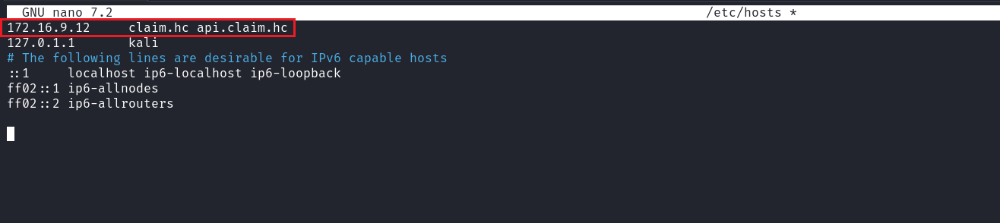 GNU nano 7.2 /etc/hosts *
172.16.9.12 claim.hc api.claim.hc
127.0.1.1 kali
# The following lines are desirable for IPv6 capable hosts
::1 localhost ip6-localhost ip6-loopback
ff02::1 ip6-allnodes
ff02::2 ip6-allrouters